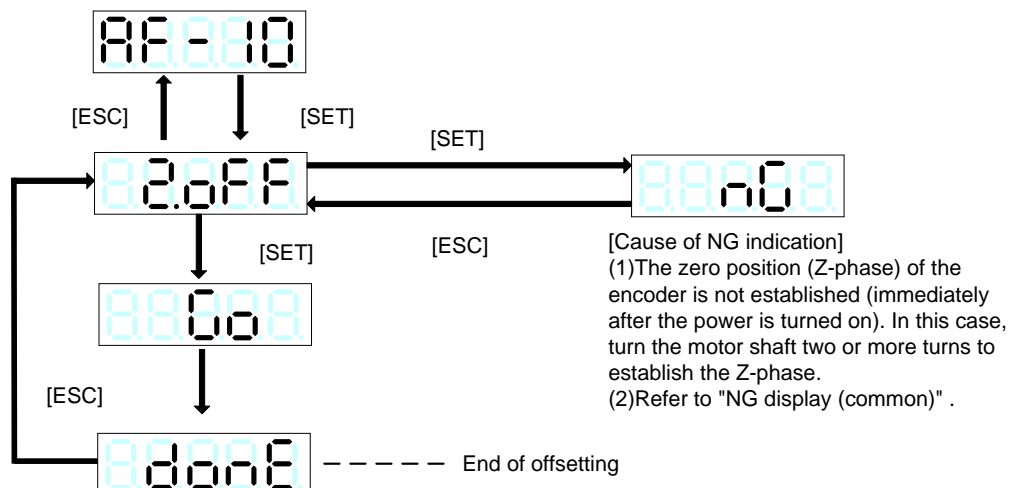 AF-10
[ESC]
[SET]
[SET]
2.oFF
nG
[SET]
[ESC]
[Cause of NG indication]
(1)The zero position (Z-phase) of the
encoder is not established (immediately
after the power is turned on). In this case,
turn the motor shaft two or more turns to
establish the Z-phase.
(2)Refer to "NG display (common)" .
Go
[ESC]
donE
End of offsetting